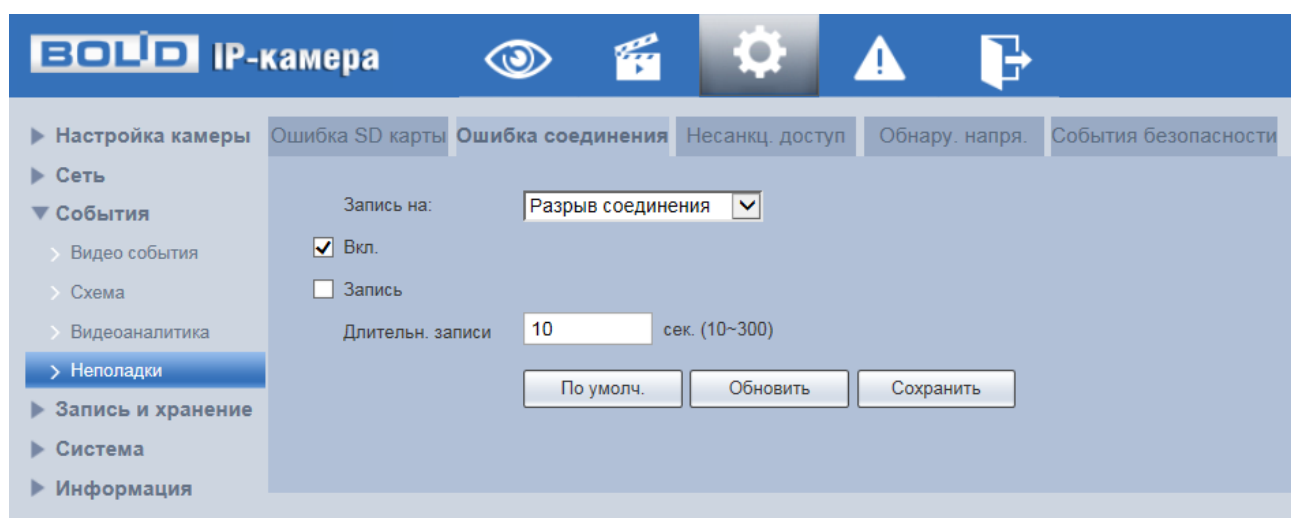 BOLID IP-камера
Настройка камеры
Сеть
События
Видео события
Схема
Видеоаналитика
Неполадки
Запись и хранение
Система
Информация
Ошибка SD карты Ошибка соединения Несанкц. доступ Обнару. напря. События безопасности
Запись на: Разрыв соединения
Вкл.
Запись
Длительн. записи 10 сек. (10~300)
По умолч. Обновить Сохранить